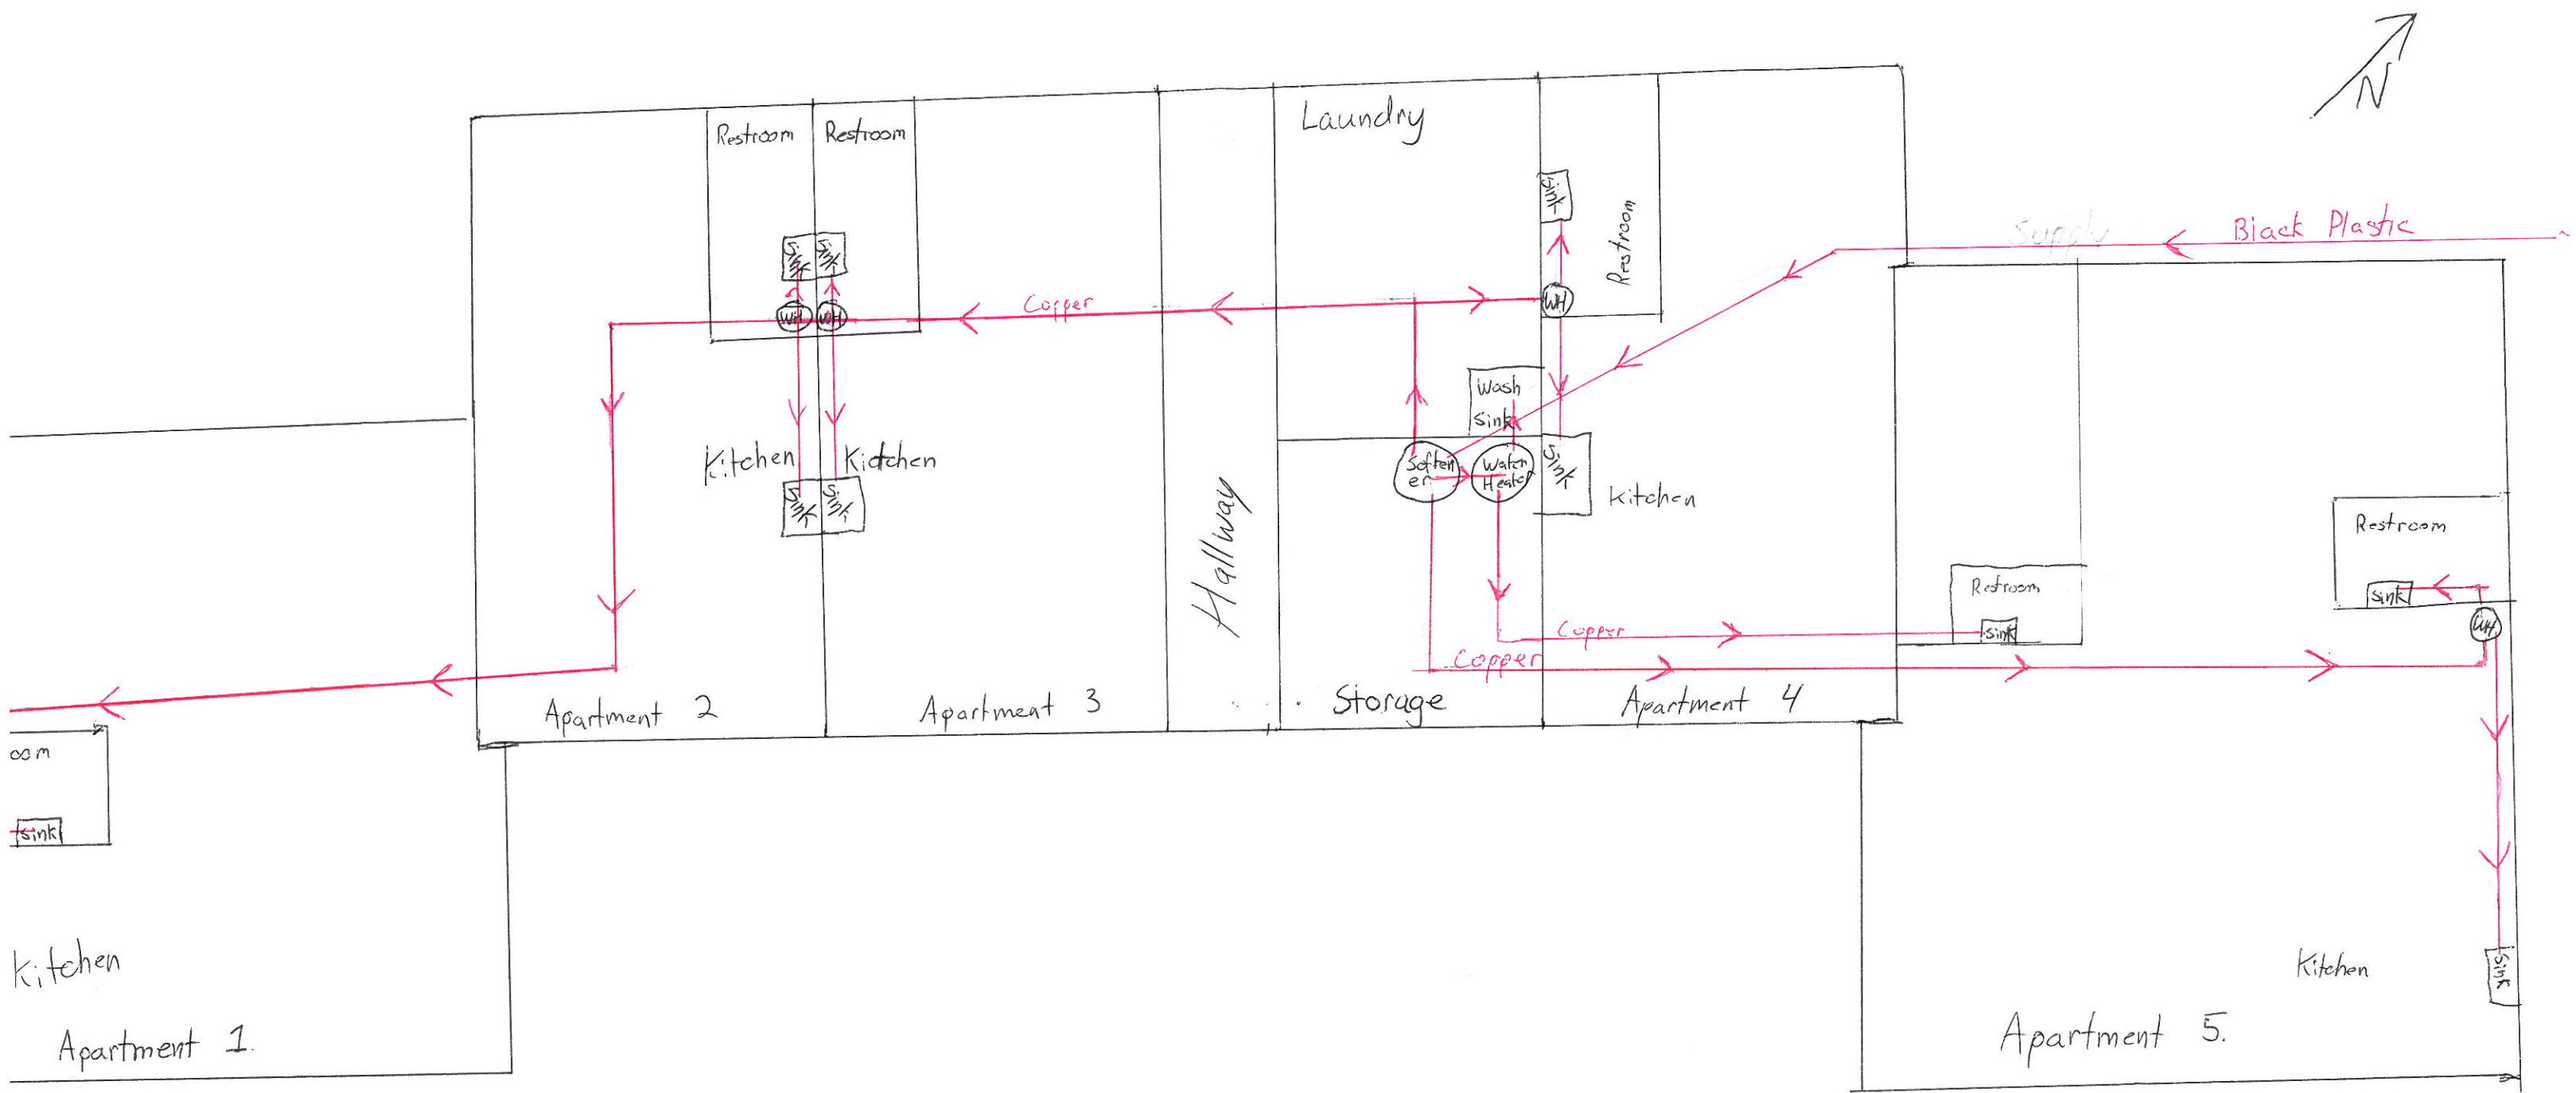 N
Laundry
Restroom
Restroom
Sink
Restroom
Supply
Black Plastic
Sink
Sink
WH
WH
Copper
WH
Wash
Sink
Kitchen
Kictchen
Soften
er
Water
Heater
Sink
Kitchen
Sink
Sink
Hallway
Restroom
Restroom
sink
sink
WH
Copper
Copper
Apartment 2
Apartment 3
Storage
Apartment 4
oom
sink
Kitchen
Kitchen
Sink
Apartment 1.
Apartment 5.